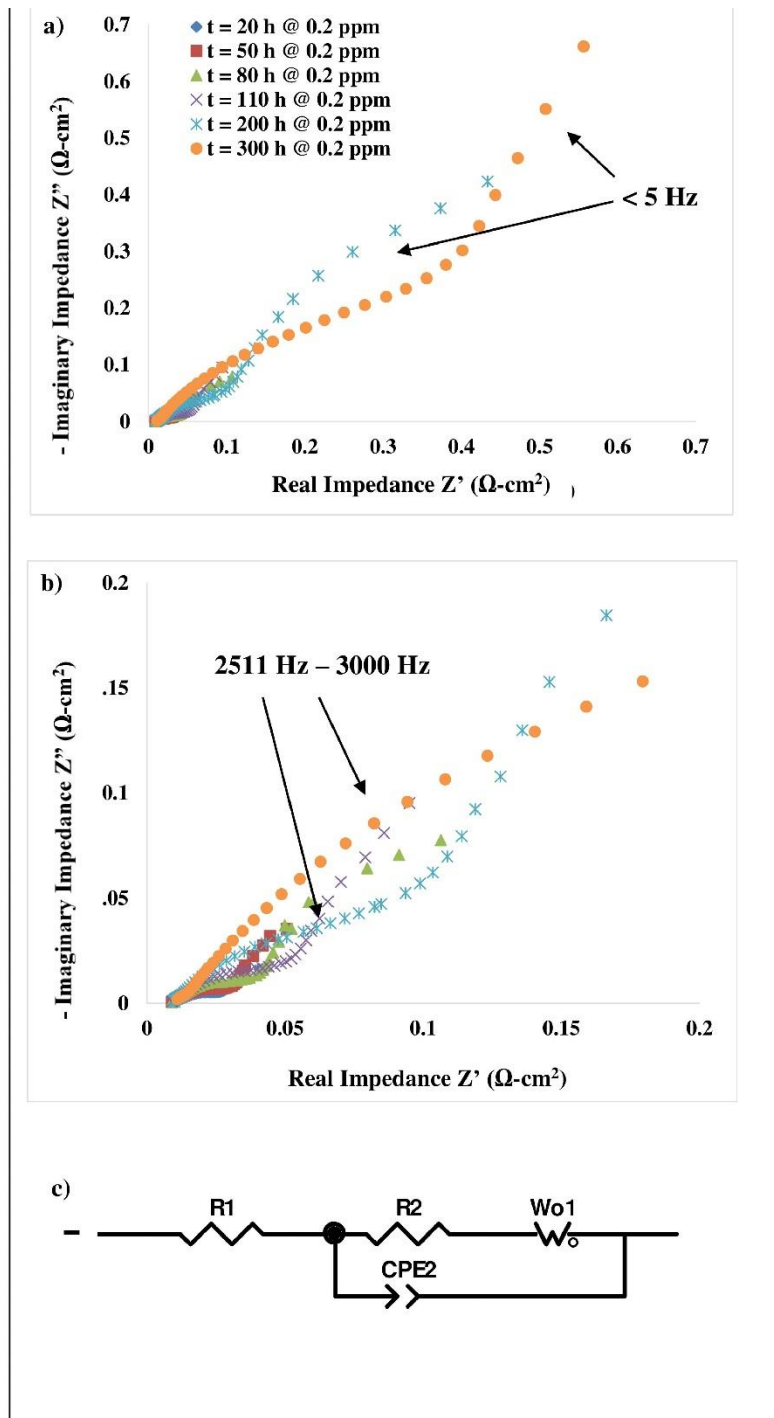 a)
0.7
0.6
0.5
0.4
0.3
0.2
0.1
0
- Imaginary Impedance Z” (Ω-cm²)
t = 20 h @ 0.2 ppm
t = 50 h @ 0.2 ppm
t = 80 h @ 0.2 ppm
t = 110 h @ 0.2 ppm
t = 200 h @ 0.2 ppm
t = 300 h @ 0.2 ppm
< 5 Hz
0 0.1 0.2 0.3 0.4 0.5 0.6 0.7
Real Impedance Z’ (Ω-cm²) )
b)
0.2
.15
0.1
.05
0
- Imaginary Impedance Z” (Ω-cm²)
2511 Hz – 3000 Hz
0 0.05 0.1 0.15 0.2
Real Impedance Z’ (Ω-cm²)
c)
R1 R2 Wo1
CPE2